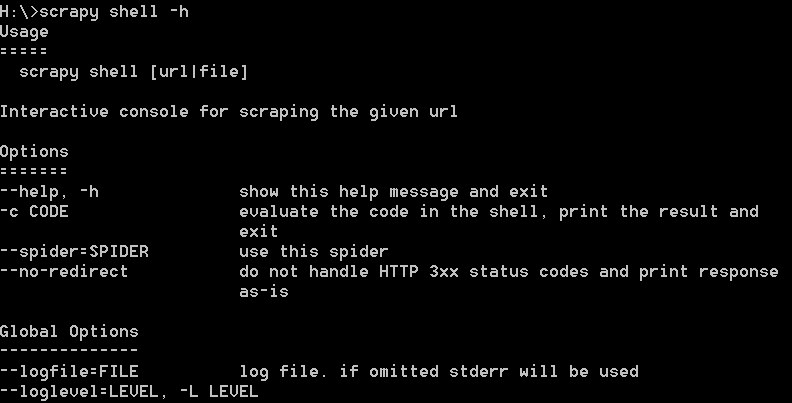 H:\>scrapy shell -h
Usage
=====
  scrapy shell [url|file]

Interactive console for scraping the given url

Options
=======
--help, -h              show this help message and exit
-c CODE                 evaluate the code in the shell, print the result and
                        exit
--spider=SPIDER         use this spider
--no-redirect           do not handle HTTP 3xx status codes and print response
                        as-is

Global Options
--------------
--logfile=FILE          log file. if omitted stderr will be used
--loglevel=LEVEL, -L LEVEL